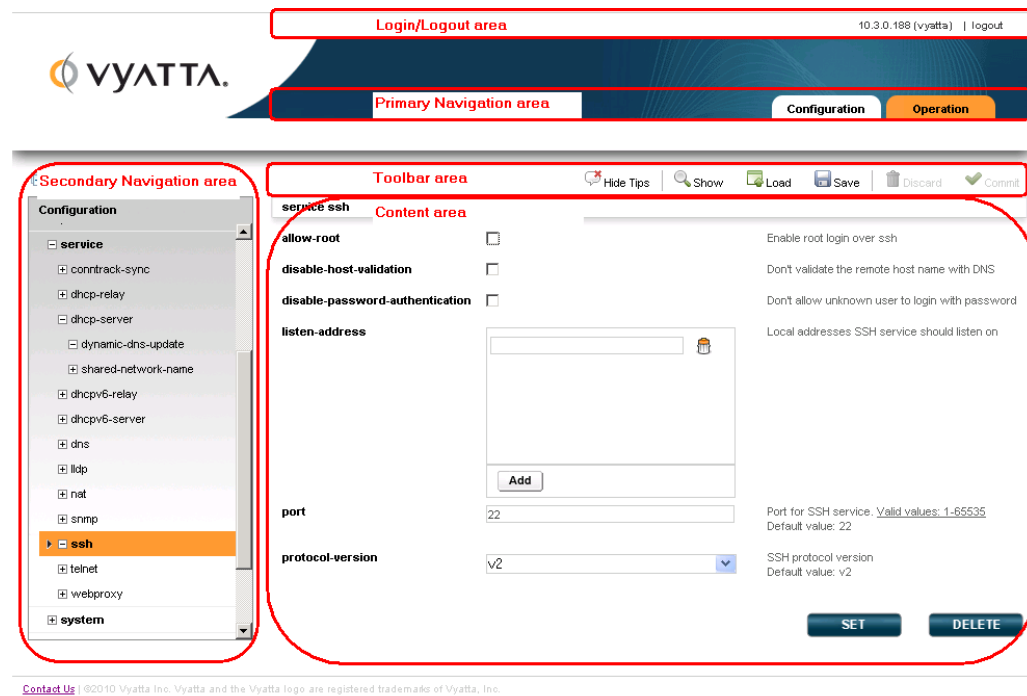 Login/Logout area
10.3.0.188 (vyatta) | logout
VYATTA.
Primary Navigation area
Configuration
Operation
Secondary Navigation area
Toolbar area
Hide Tips
Show
Load
Save
Discard
Commit
Configuration
service ssh
Content area
service
conntrack-sync
dhcp-relay
dhcp-server
dynamic-dns-update
shared-network-name
dhcpv6-relay
dhcpv6-server
dns
lldp
nat
snmp
ssh
telnet
webproxy
system
allow-root
Enable root login over ssh
disable-host-validation
Don't validate the remote host name with DNS
disable-password-authentication
Don't allow unknown user to login with password
listen-address
Local addresses SSH service should listen on
Add
port
22
Port for SSH service. Valid values: 1-65535
Default value: 22
protocol-version
v2
SSH protocol version
Default value: v2
SET
DELETE
Contact Us | ©2010 Vyatta Inc. Vyatta and the Vyatta logo are registered trademarks of Vyatta, Inc.